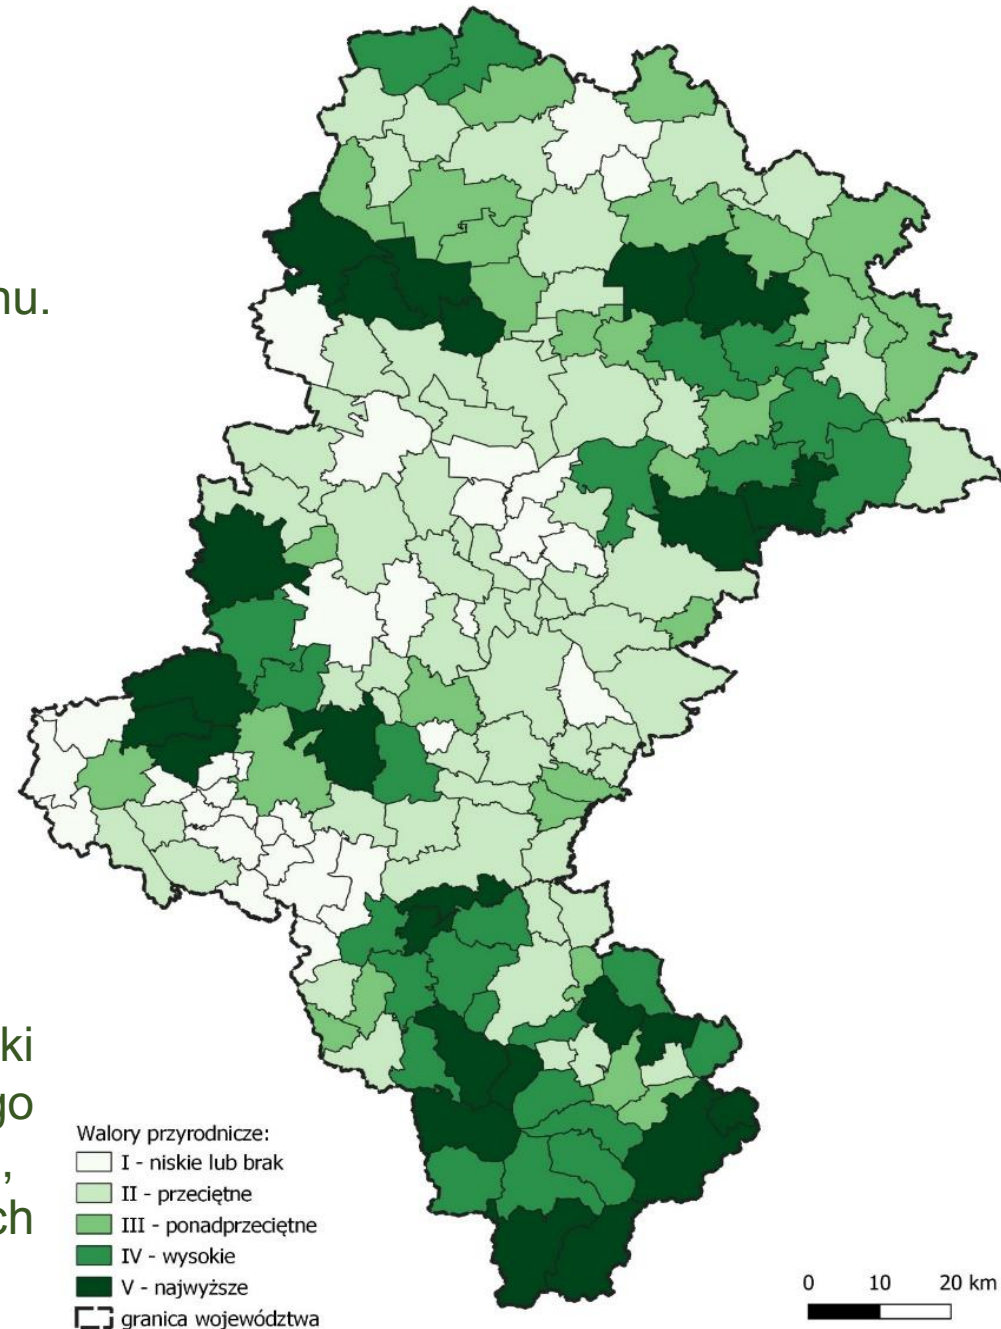 nu.
ki
go
,
ch
Walory przyrodnicze:
I - niskie lub brak
II - przeciętne
III - ponadprzeciętne
IV - wysokie
V - najwyższe
granica województwa
0 10 20 km